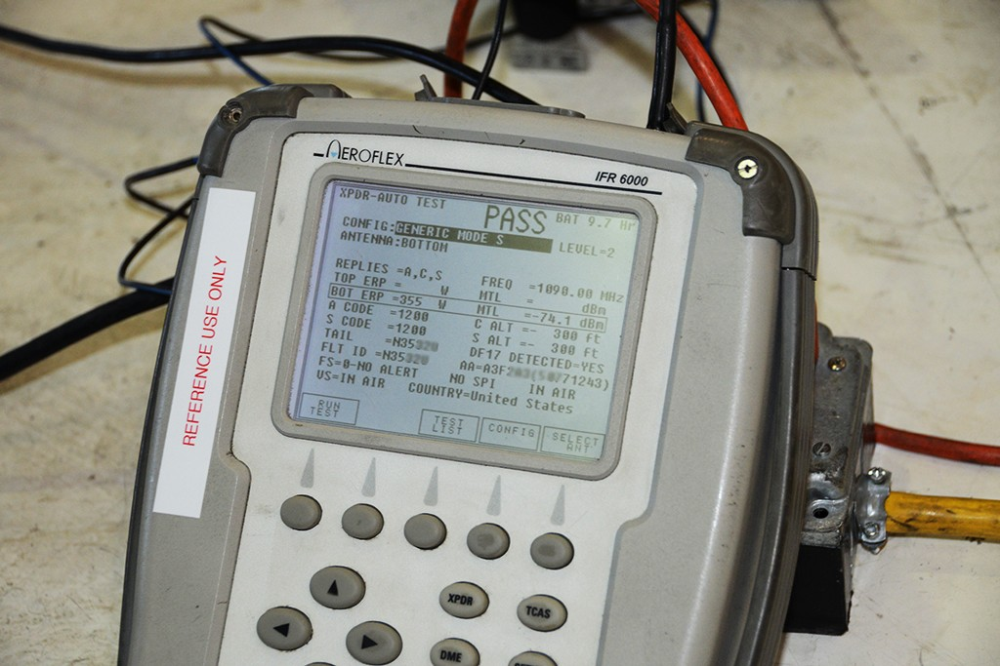 AEROFLEX
IFR 6000
XPDR-AUTO TEST
PASS BAT 9.7 Hr
CONFIG:GENERIC MODE S LEVEL=2
ANTENNA:BOTTOM
REPLIES =A,C,S FREQ =1090.00 MHz
TOP ERP = W MTL = dBm
BOT ERP =355 W MTL =-74.1 dBm
A CODE =1200 C ALT =- 300 ft
S CODE =1200 S ALT =- 300 ft
TAIL =N35 DF17 DETECTED=YES
FLT ID =N35 AA=A3F 71243)
FS=0-NO ALERT NO SPI IN AIR
VS=IN AIR COUNTRY=United States
RUN TEST
TEST LIST
CONFIG
SELECT ANT
REFERENCE USE ONLY
XPDR
TCAS
DME